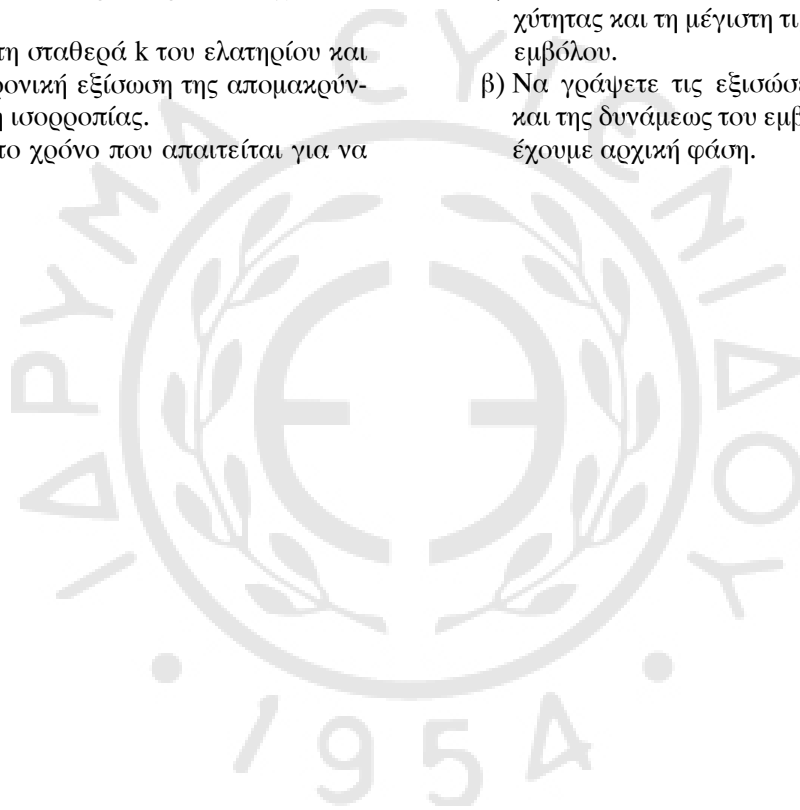 τη σταθερά k του ελατηρίου και
ρονική εξίσωση της απομακρύν-
η ισορροπίας.
το χρόνο που απαιτείται για να
χύτητας και τη μέγιστη τι
εμβόλου.
β) Να γράψετε τις εξισώσε
και της δυνάμεως του εμβ
έχουμε αρχική φάση.
ΙΔΡΥΜΑ ΕΥΓΕΝΙΔΟΥ
1954